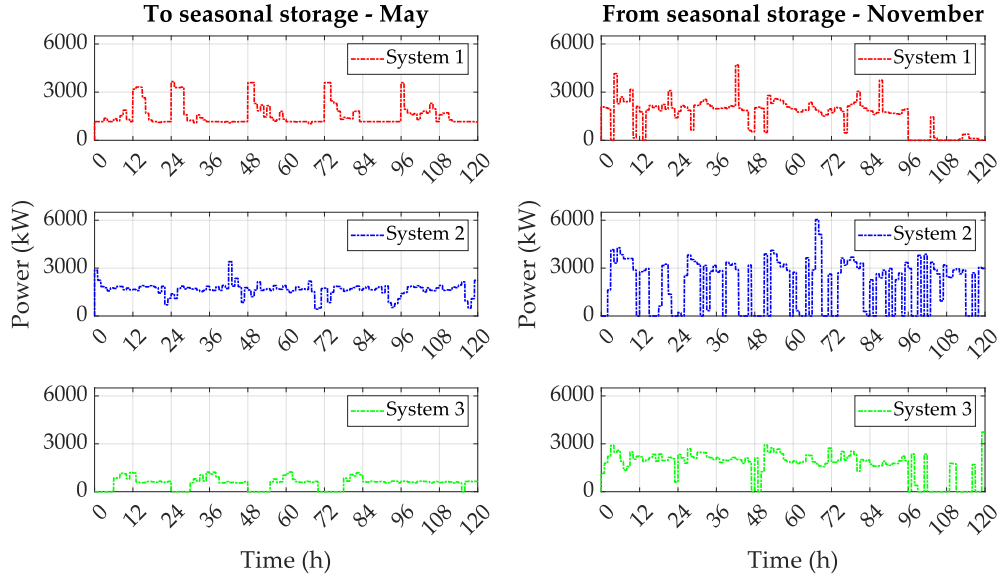 To seasonal storage - May
6000
3000
0
System 1
0 12 24 36 48 60 72 84 96 108 120
6000
3000
0
System 2
0 12 24 36 48 60 72 84 96 108 120
6000
3000
0
System 3
0 12 24 36 48 60 72 84 96 108 120
Power (kW)
Time (h)
From seasonal storage - November
6000
3000
0
System 1
0 12 24 36 48 60 72 84 96 108 120
6000
3000
0
System 2
0 12 24 36 48 60 72 84 96 108 120
6000
3000
0
System 3
0 12 24 36 48 60 72 84 96 108 120
Power (kW)
Time (h)